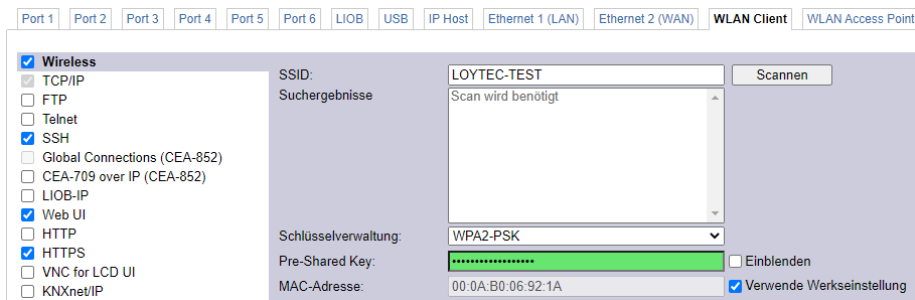 Port 1 Port 2 Port 3 Port 4 Port 5 Port 6 LIOB USB IP Host Ethernet 1 (LAN) Ethernet 2 (WAN) WLAN Client WLAN Access Point
Wireless
TCP/IP
FTP
Telnet
SSH
Global Connections (CEA-852)
CEA-709 over IP (CEA-852)
LIOB-IP
Web UI
HTTP
HTTPS
VNC for LCD UI
KNXnet/IP
SSID: LOYTEC-TEST Scannen
Suchergebnisse Scan wird benötigt
Schlüsselverwaltung: WPA2-PSK
Pre-Shared Key: •••••••••••••••••• Einblenden
MAC-Adresse: 00:0A:B0:06:92:1A Verwende Werkseinstellung